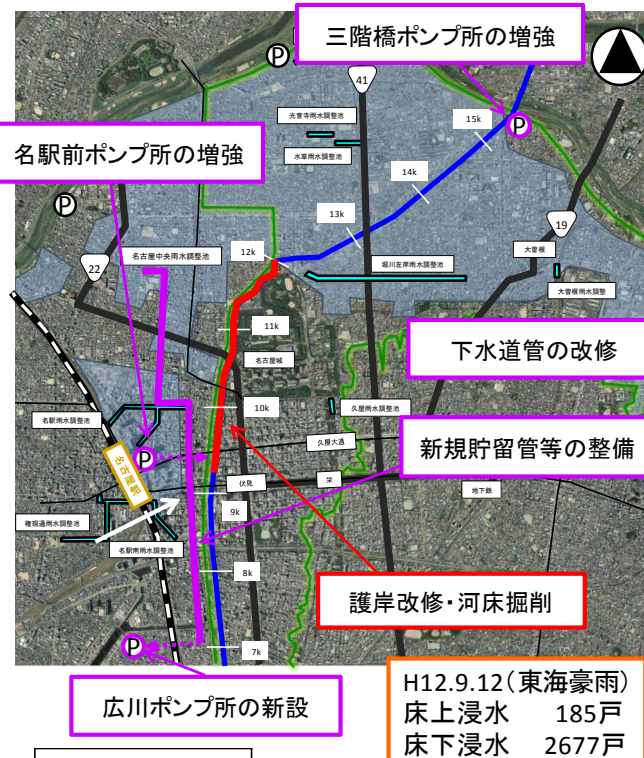 三階橋ポンプ所の増強
P
41
光音寺雨水調整池
15k
P
水草雨水調整池
名駅前ポンプ所の増強
14k
P
13k
19
大曽根
12k
名古屋中央雨水調整池
22
堀川左岸雨水調整池
大曽根雨水調整
11k
下水道管の改修
名古屋城
10k
久屋雨水調整池
名駅雨水調整池
久屋大通
新規貯留管等の整備
P
名古屋駅
伏見
栄
地下鉄
9k
権現通雨水調整池
名駅南雨水調整池
8k
護岸改修・河床掘削
P
7k
広川ポンプ所の新設
H12.9.12(東海豪雨)
床上浸水 185戸
床下浸水 2677戸